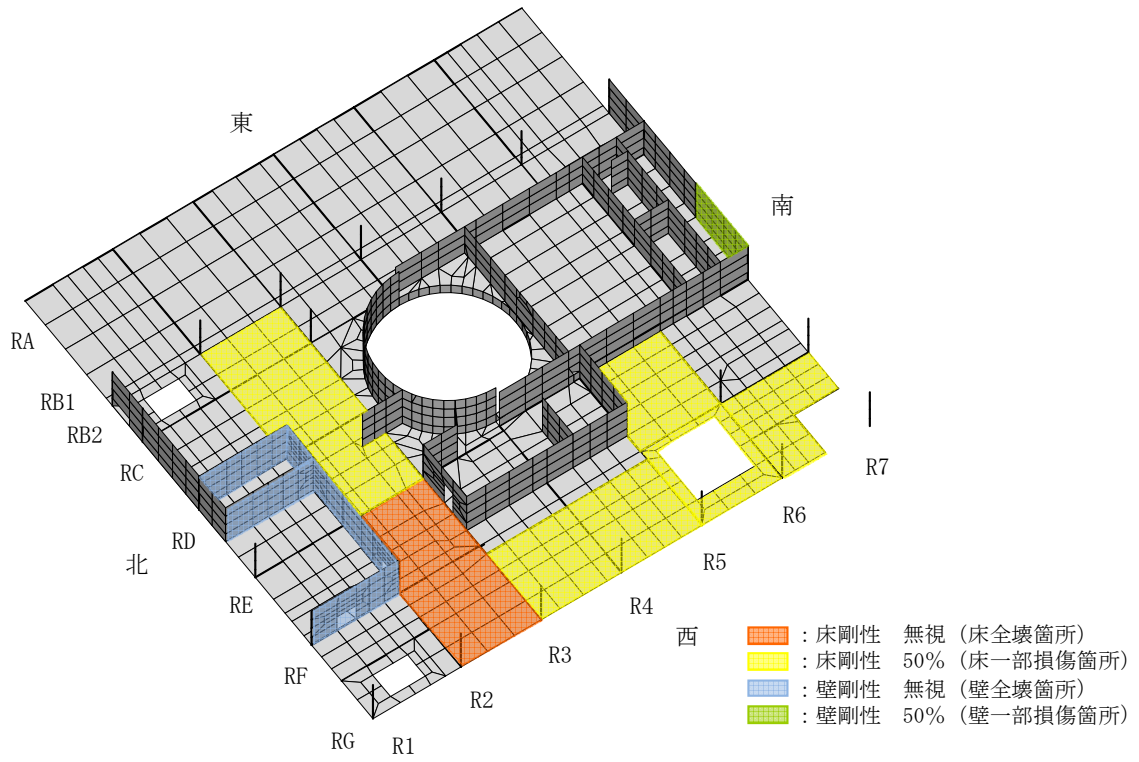 東
南
RA
RB1
RB2
RC
RD
北
RE
RF
RG
R1
R2
R3
西
R4
R5
R6
R7
：床剛性　無視（床全壊箇所）
：床剛性　50%（床一部損傷箇所）
：壁剛性　無視（壁全壊箇所）
：壁剛性　50%（壁一部損傷箇所）